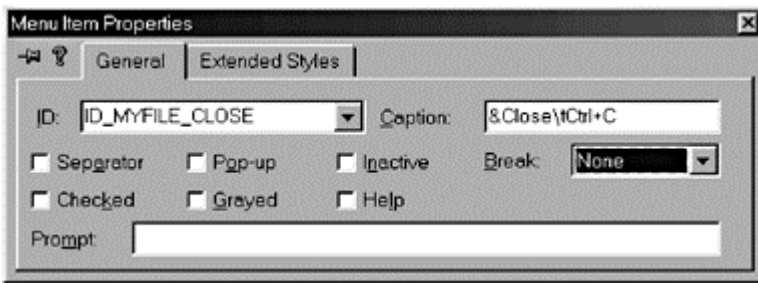 Menu Item Properties
General Extended Styles
ID: ID_MYFILE_CLOSE Caption: &Close\tCtrl+C
Separator Pop-up Inactive Break: None
Checked Grayed Help
Prompt: